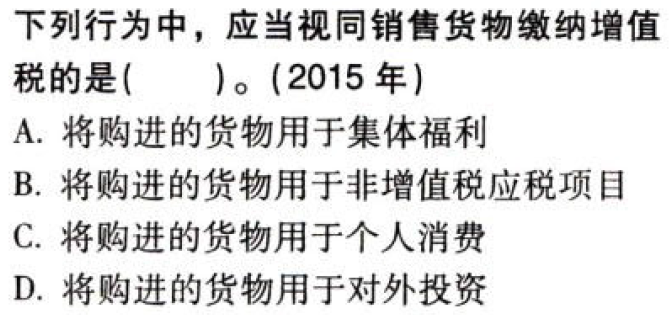 下列行为中，应当视同销售货物缴纳增值
税的是(　　)。(2015 年)
A. 将购进的货物用于集体福利
B. 将购进的货物用于非增值税应税项目
C. 将购进的货物用于个人消费
D. 将购进的货物用于对外投资